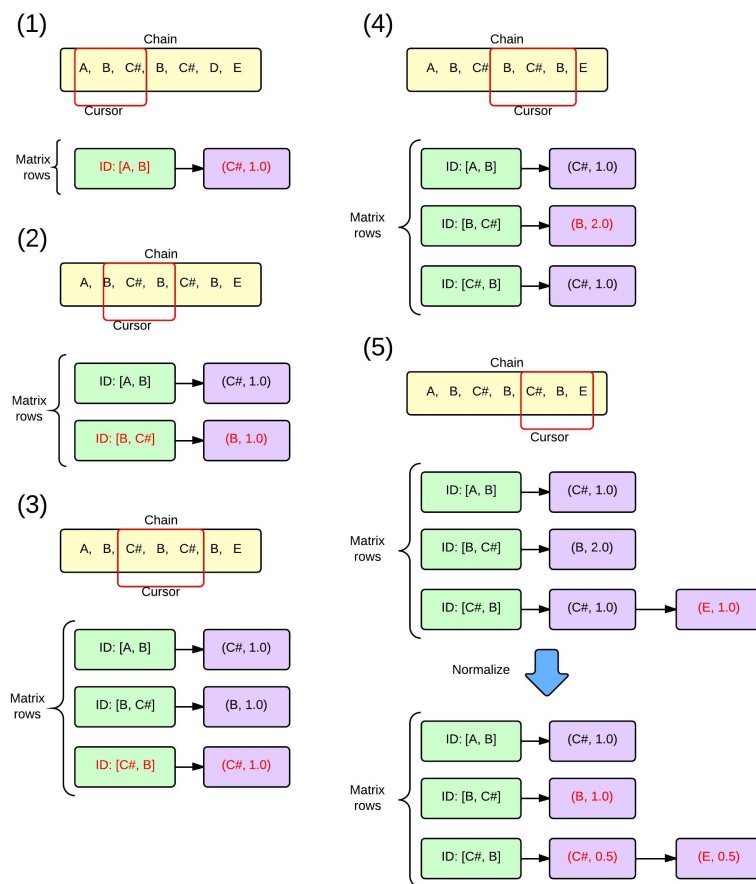 (1)
Chain
A, B, C#, B, C#, D, E
Cursor
Matrix
rows
ID: [A, B]
(C#, 1.0)
(2)
Chain
A, B, C#, B, C#, B, E
Cursor
Matrix
rows
ID: [A, B]
(C#, 1.0)
ID: [B, C#]
(B, 1.0)
(3)
Chain
A, B, C#, B, C#, B, E
Cursor
Matrix
rows
ID: [A, B]
(C#, 1.0)
ID: [B, C#]
(B, 1.0)
ID: [C#, B]
(C#, 1.0)
(4)
Chain
A, B, C#, B, C#, B, E
Cursor
Matrix
rows
ID: [A, B]
(C#, 1.0)
ID: [B, C#]
(B, 2.0)
ID: [C#, B]
(C#, 1.0)
(5)
Chain
A, B, C#, B, C#, B, E
Cursor
Matrix
rows
ID: [A, B]
(C#, 1.0)
ID: [B, C#]
(B, 2.0)
ID: [C#, B]
(C#, 1.0)
(E, 1.0)
Normalize
Matrix
rows
ID: [A, B]
(C#, 1.0)
ID: [B, C#]
(B, 1.0)
ID: [C#, B]
(C#, 0.5)
(E, 0.5)